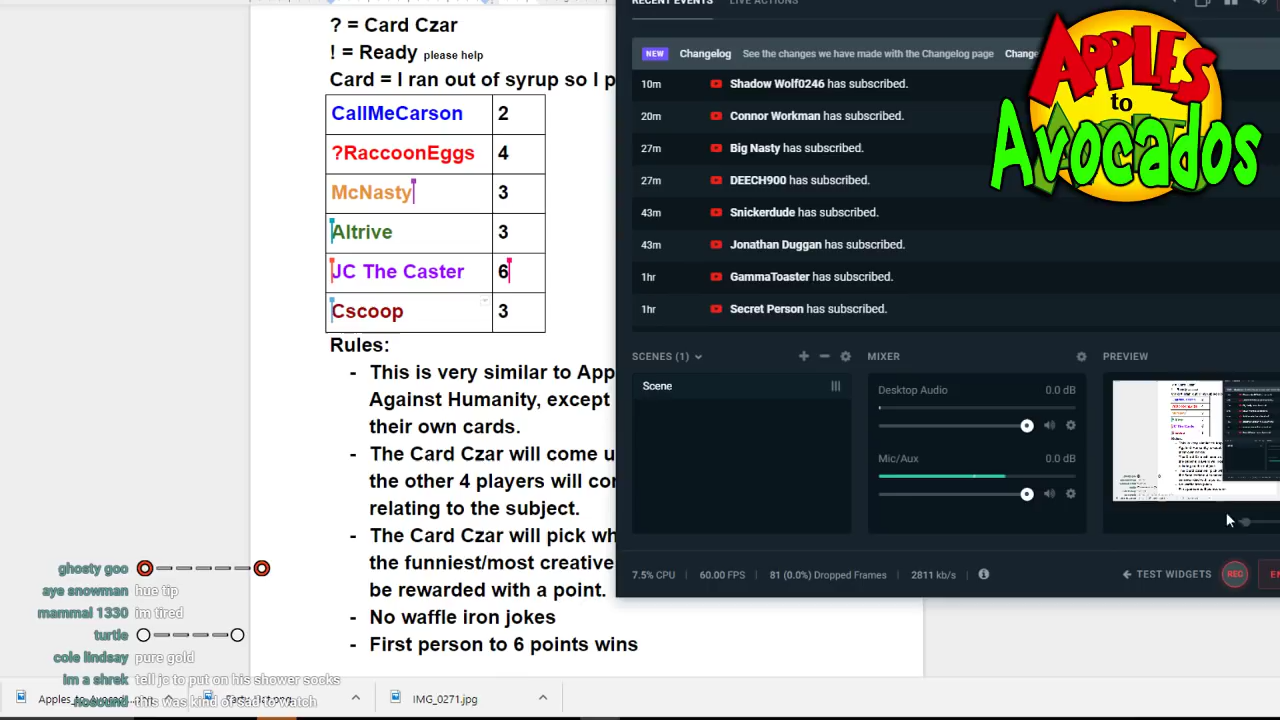 ? = Card Czar
! = Ready please help
Card = I ran out of syrup so I p
CallMeCarson 2
?RaccoonEggs 4
McNasty 3
Altrive 3
JC The Caster 6
Cscoop 3
Rules:
- This is very similar to App
Against Humanity, except
their own cards.
- The Card Czar will come u
the other 4 players will con
relating to the subject.
- The Card Czar will pick wh
the funniest/most creative
be rewarded with a point.
- No waffle iron jokes
- First person to 6 points wins
RECENT EVENTS LIVE ACTIONS
NEW Changelog See the changes we have made with the Changelog page Change
10m Shadow Wolf0246 has subscribed.
20m Connor Workman has subscribed.
27m Big Nasty has subscribed.
27m DEECH900 has subscribed.
43m Snickerdude has subscribed.
43m Jonathan Duggan has subscribed.
1hr GammaToaster has subscribed.
1hr Secret Person has subscribed.
APPLES
to
AVocados
SCENES (1) MIXER PREVIEW
Scene
Desktop Audio 0.0 dB
Mic/Aux 0.0 dB
7.5% CPU 60.00 FPS 81 (0.0%) Dropped Frames 2811 kb/s TEST WIDGETS REC
ghosty goo
aye snowman hue tip
mammal 1330 im tired
turtle
cole lindsay pure gold
im a shrek tell jc to put on his shower socks
nosound this was kind of sad to watch
IMG_0271.jpg